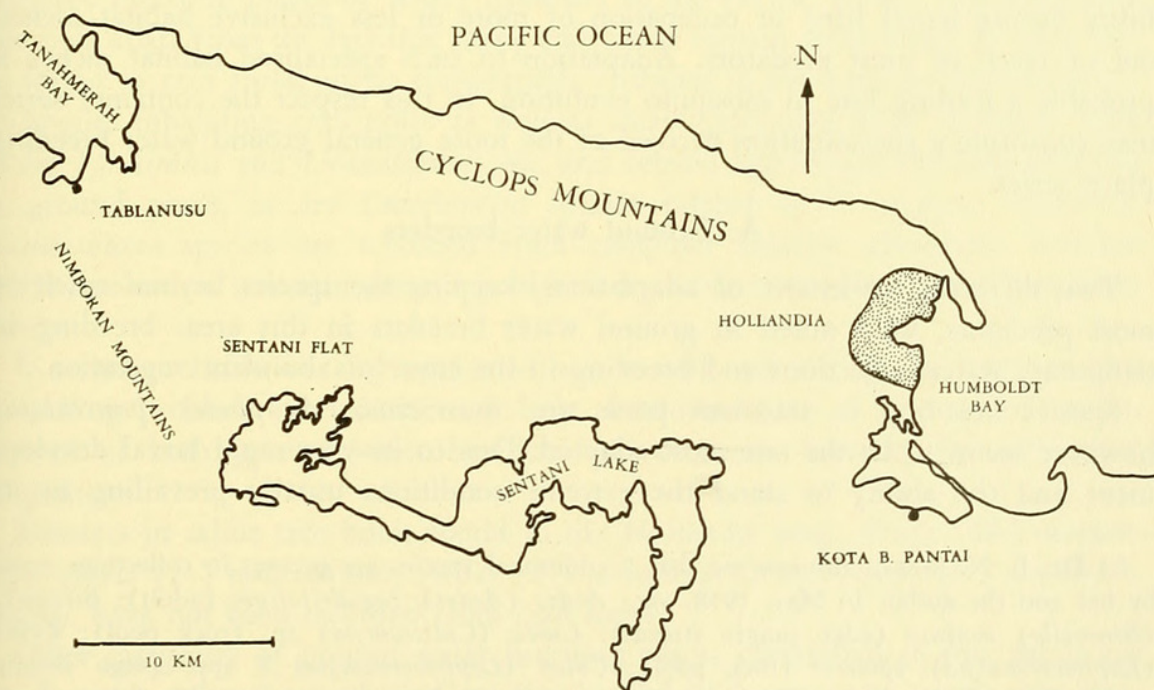 PACIFIC OCEAN
TANAHMERAH
BAY
N
CYCLOPS MOUNTAINS
TABLANUSU
NIMBORAN MOUNTAINS
HOLLANDIA
SENTANI FLAT
HUMBOLDT
BAY
SENTANI LAKE
KOTA B. PANTAI
10 KM